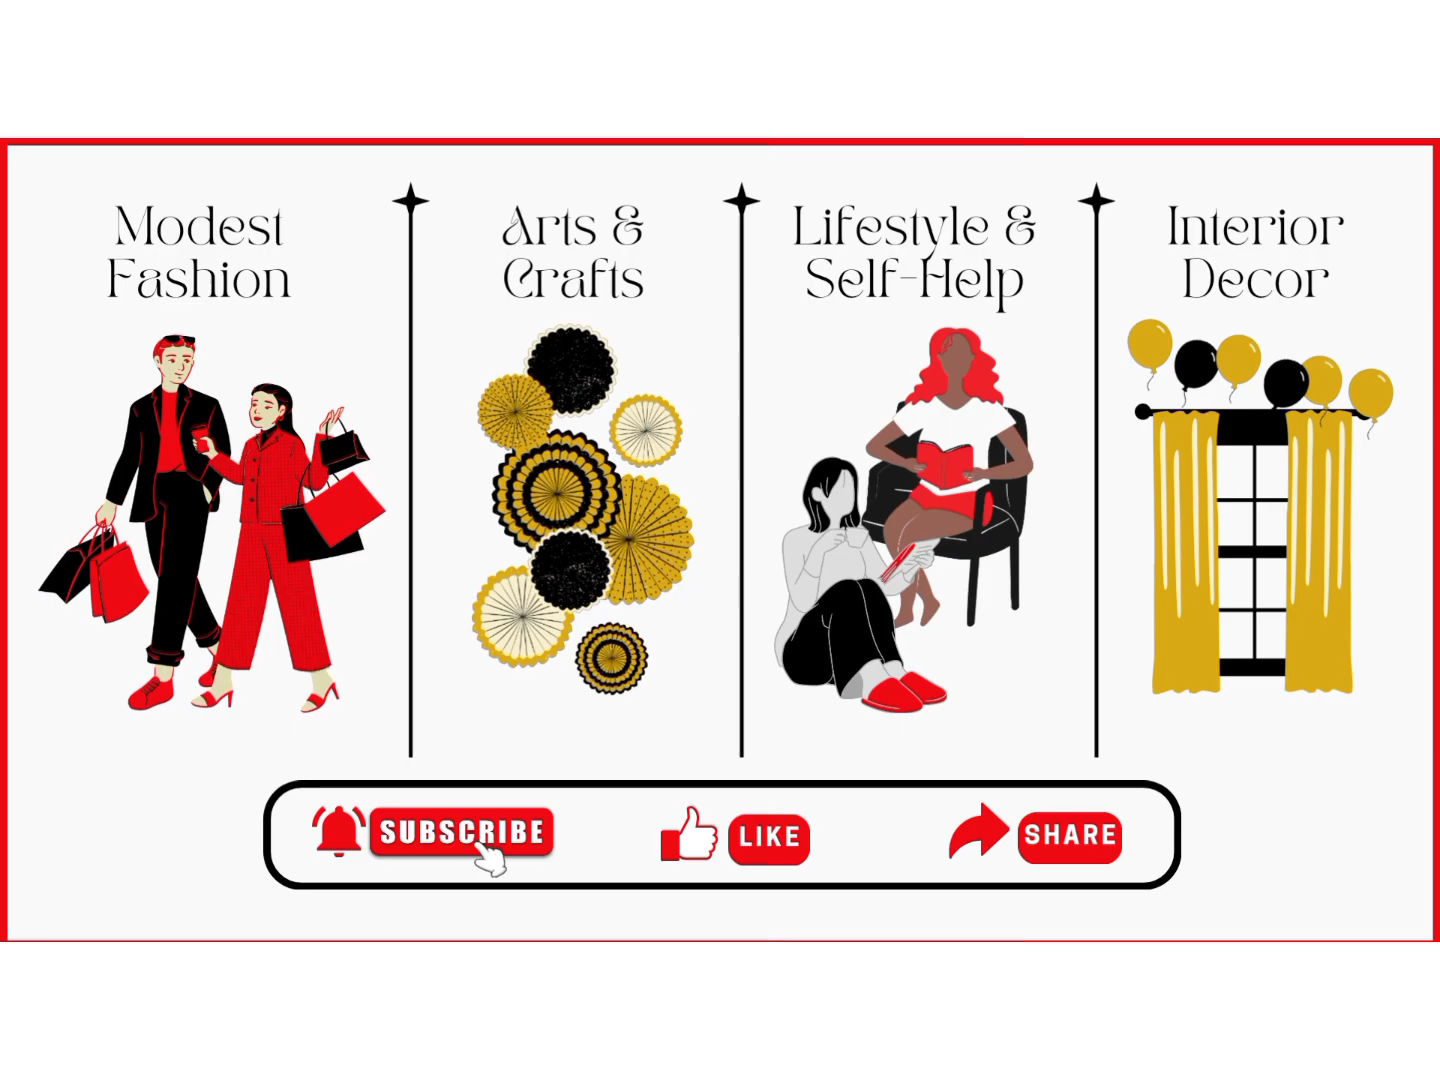 Modest
Fashion
Arts &
Crafts
Lifestyle &
Self-Help
Interior
Decor
SUBSCRIBE
LIKE
SHARE